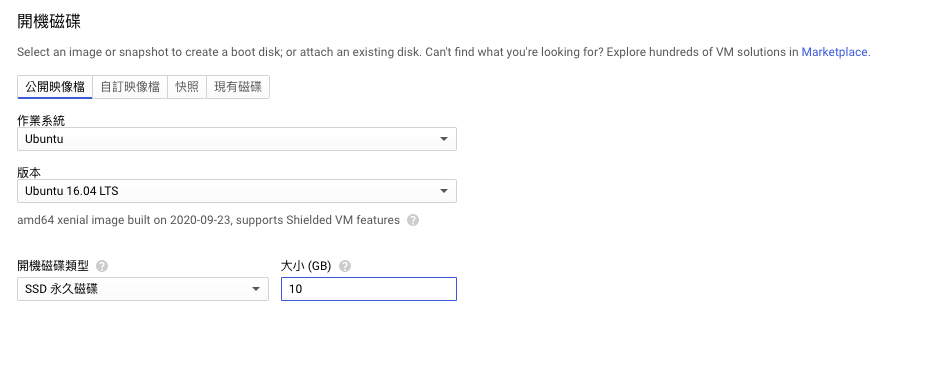 開機磁碟
Select an image or snapshot to create a boot disk; or attach an existing disk. Can't find what you're looking for? Explore hundreds of VM solutions in Marketplace.
公開映像檔 自訂映像檔 快照 現有磁碟
作業系統
Ubuntu
版本
Ubuntu 16.04 LTS
amd64 xenial image built on 2020-09-23, supports Shielded VM features ?
開機磁碟類型 ? 大小 (GB) ?
SSD 永久磁碟 10